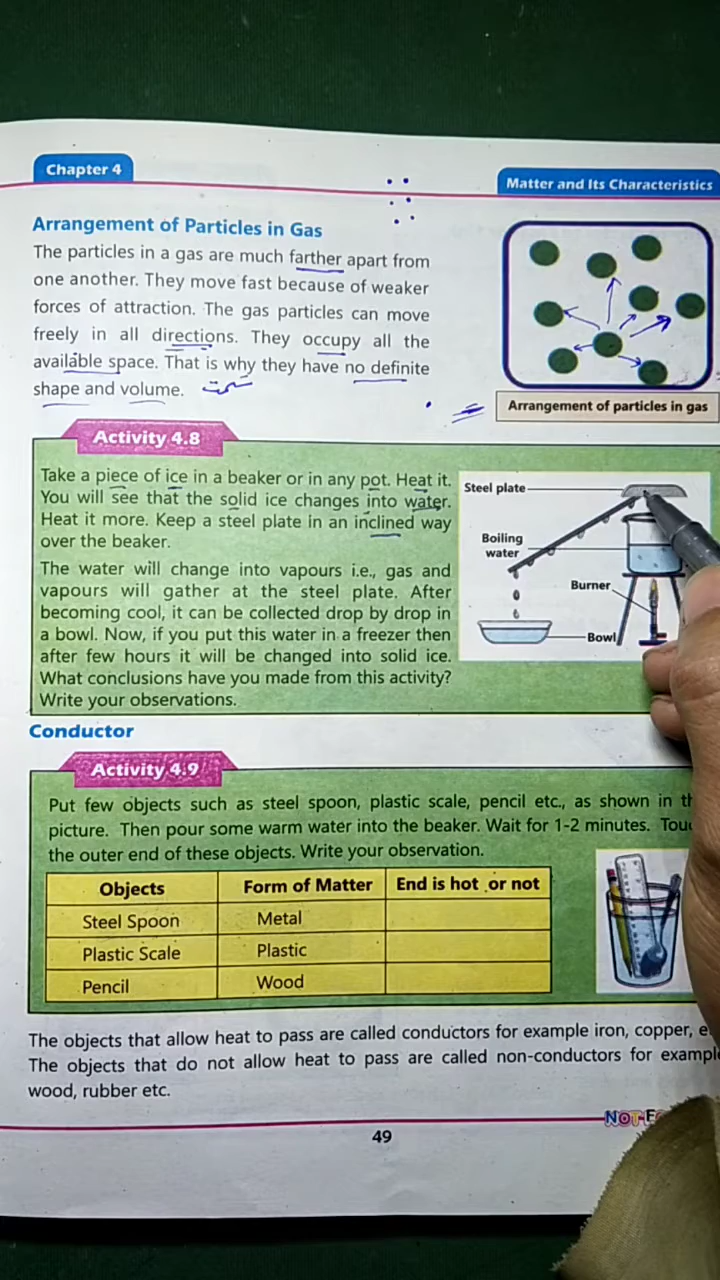 Chapter 4
Matter and Its Characteristics
Arrangement of Particles in Gas
The particles in a gas are much farther apart from
one another. They move fast because of weaker
forces of attraction. The gas particles can move
freely in all directions. They occupy all the
available space. That is why they have no definite
shape and volume.
Arrangement of particles in gas
Activity 4.8
Take a piece of ice in a beaker or in any pot. Heat it.
You will see that the solid ice changes into water.
Heat it more. Keep a steel plate in an inclined way
over the beaker.
The water will change into vapours i.e., gas and
vapours will gather at the steel plate. After
becoming cool, it can be collected drop by drop in
a bowl. Now, if you put this water in a freezer then
after few hours it will be changed into solid ice.
What conclusions have you made from this activity?
Write your observations.
Steel plate
Boiling
water
Burner
Bowl
Conductor
Activity 4.9
Put few objects such as steel spoon, plastic scale, pencil etc., as shown in
picture. Then pour some warm water into the beaker. Wait for 1-2 minutes.
the outer end of these objects. Write your observation.
Objects Form of Matter End is hot or not
Steel Spoon Metal
Plastic Scale Plastic
Pencil Wood
The objects that allow heat to pass are called conductors for example iron, copper,
The objects that do not allow heat to pass are called non-conductors for example
wood, rubber etc.
49
NOT